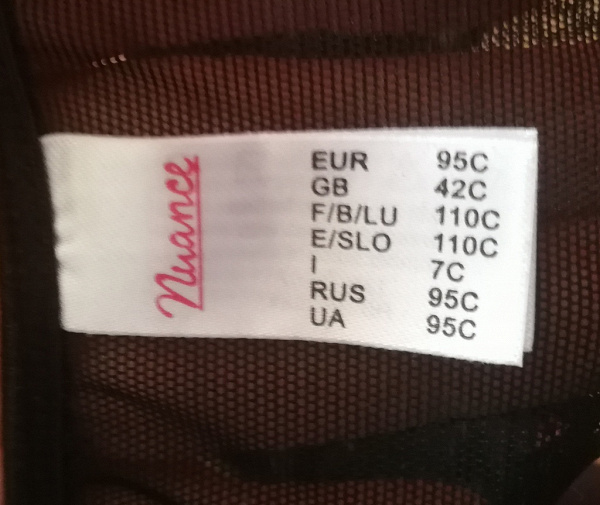 Nuance
EUR 95C
GB 42C
F/B/LU 110C
E/SLO 110C
I 7C
RUS 95C
UA 95C